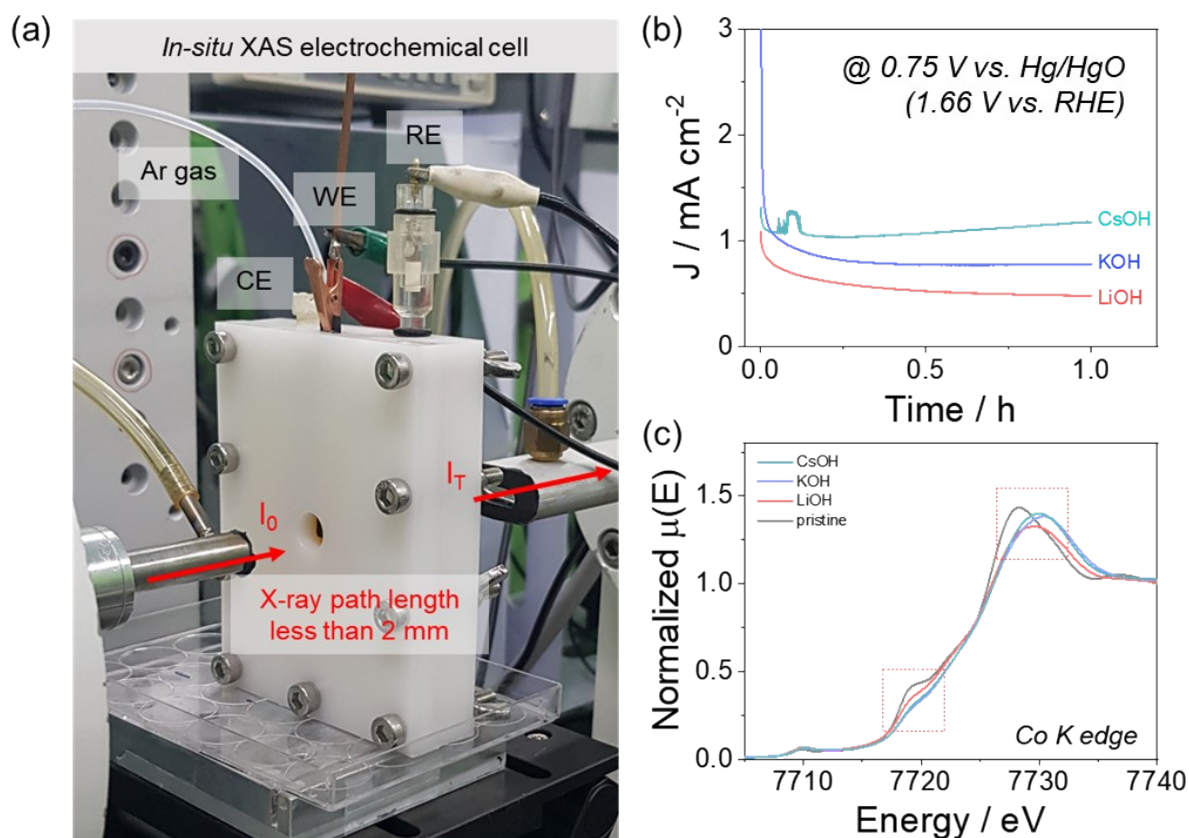 (a)
In-situ XAS electrochemical cell
RE
Ar gas
WE
CE
I0
IT
X-ray path length
less than 2 mm
(b)
@ 0.75 V vs. Hg/HgO
(1.66 V vs. RHE)
J / mA cm-2
3
2
1
0
CsOH
KOH
LiOH
0.0 0.5 1.0
Time / h
(c)
CsOH
KOH
LiOH
pristine
Normalized μ(E)
1.5
1.0
0.5
0.0
Co K edge
7710 7720 7730 7740
Energy / eV